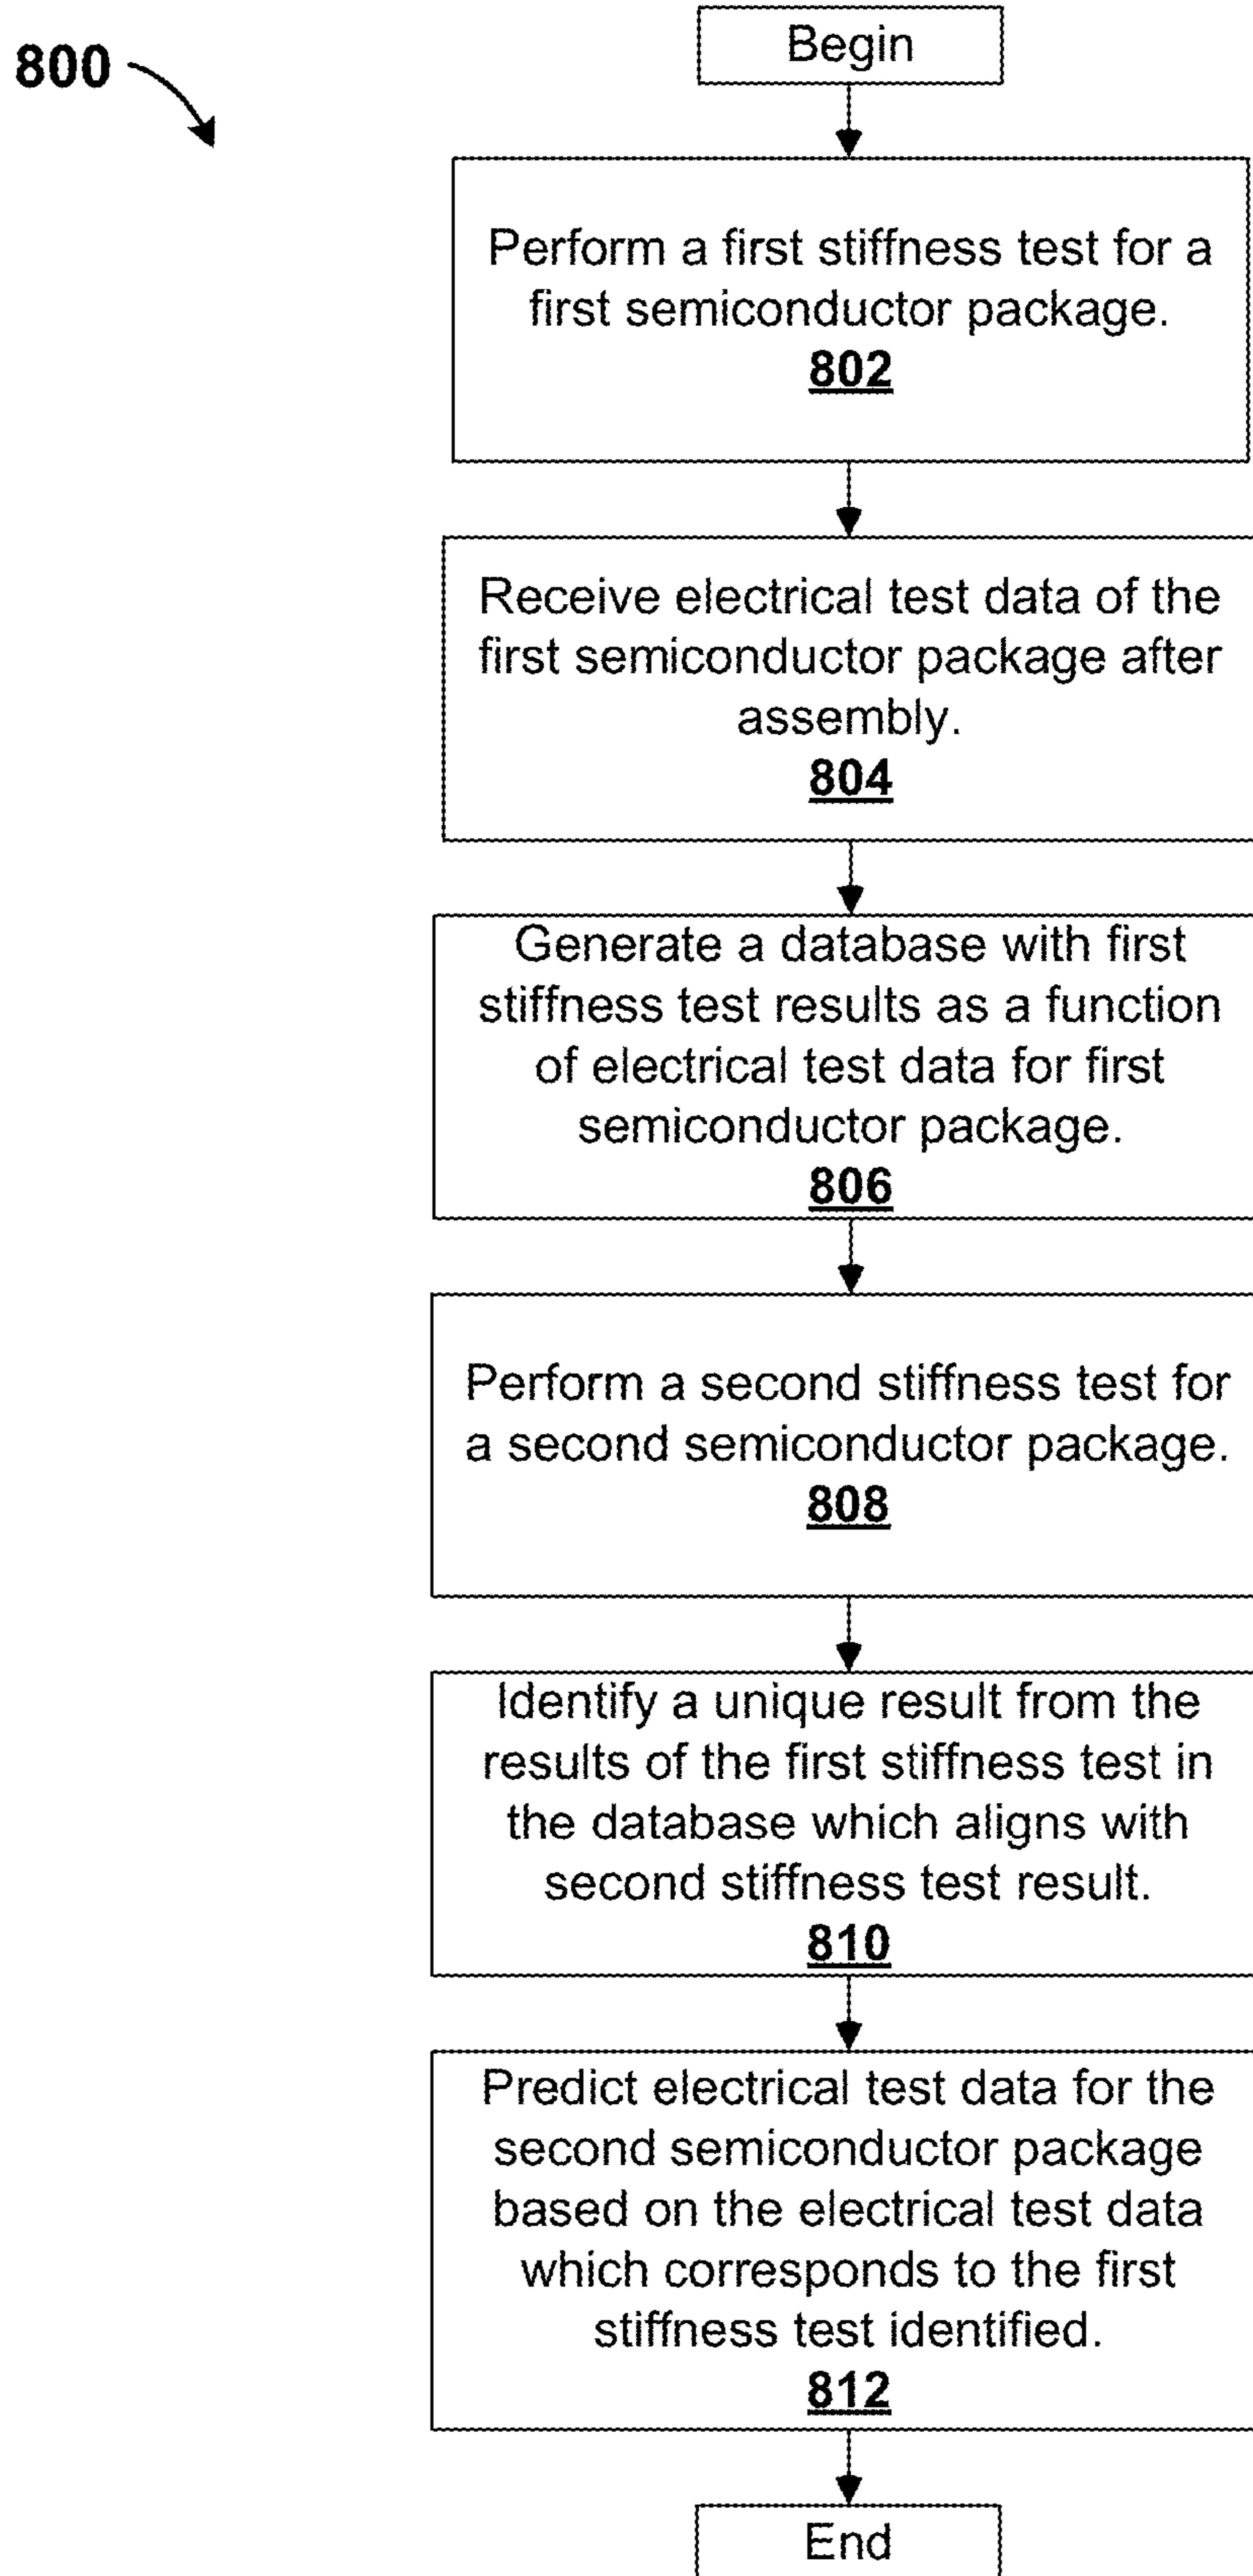 800
Begin
Perform a first stiffness test for a
first semiconductor package.
802
Receive electrical test data of the
first semiconductor package after
assembly.
804
Generate a database with first
stiffness test results as a function
of electrical test data for first
semiconductor package.
806
Perform a second stiffness test for
a second semiconductor package.
808
Identify a unique result from the
results of the first stiffness test in
the database which aligns with
second stiffness test result.
810
Predict electrical test data for the
second semiconductor package
based on the electrical test data
which corresponds to the first
stiffness test identified.
812
End